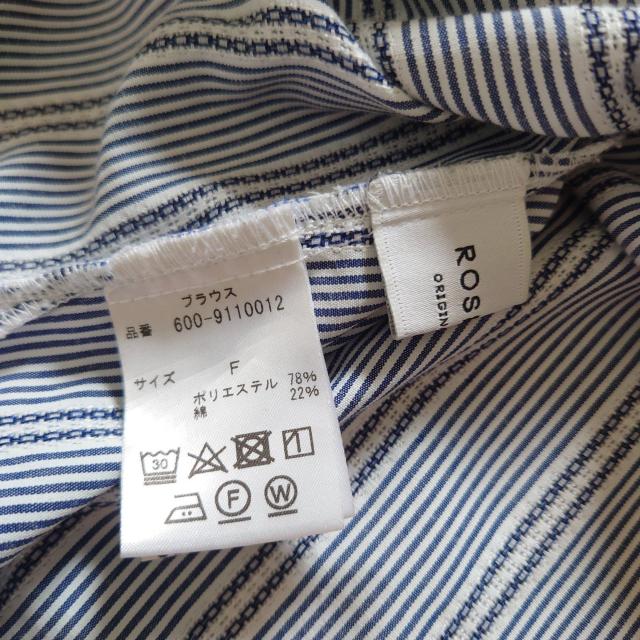 ブラウス
品番 600-9110012
サイズ F
ポリエステル 78%
綿 22%
30
F
W
ROS
ORIGIN